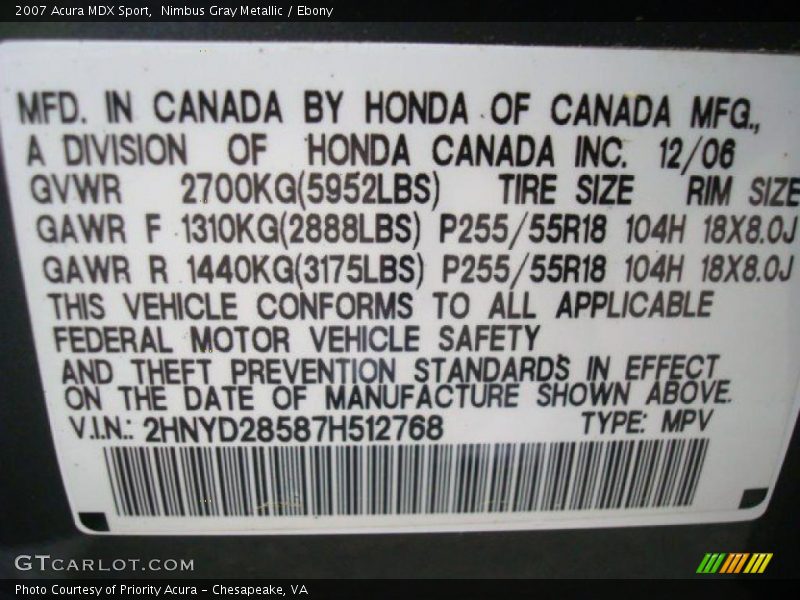 2007 Acura MDX Sport,  Nimbus Gray Metallic / Ebony
MFD. IN CANADA BY HONDA OF CANADA MFG.,
A DIVISION OF HONDA CANADA INC. 12/06
GVWR 2700KG(5952LBS) TIRE SIZE RIM SIZE
GAWR F 1310KG(2888LBS) P255/55R18 104H 18X8.0J
GAWR R 1440KG(3175LBS) P255/55R18 104H 18X8.0J
THIS VEHICLE CONFORMS TO ALL APPLICABLE
FEDERAL MOTOR VEHICLE SAFETY
AND THEFT PREVENTION STANDARDS IN EFFECT
ON THE DATE OF MANUFACTURE SHOWN ABOVE.
V.I.N.: 2HNYD28587H512768 TYPE: MPV
GTCARLOT.COM
Photo Courtesy of Priority Acura – Chesapeake, VA